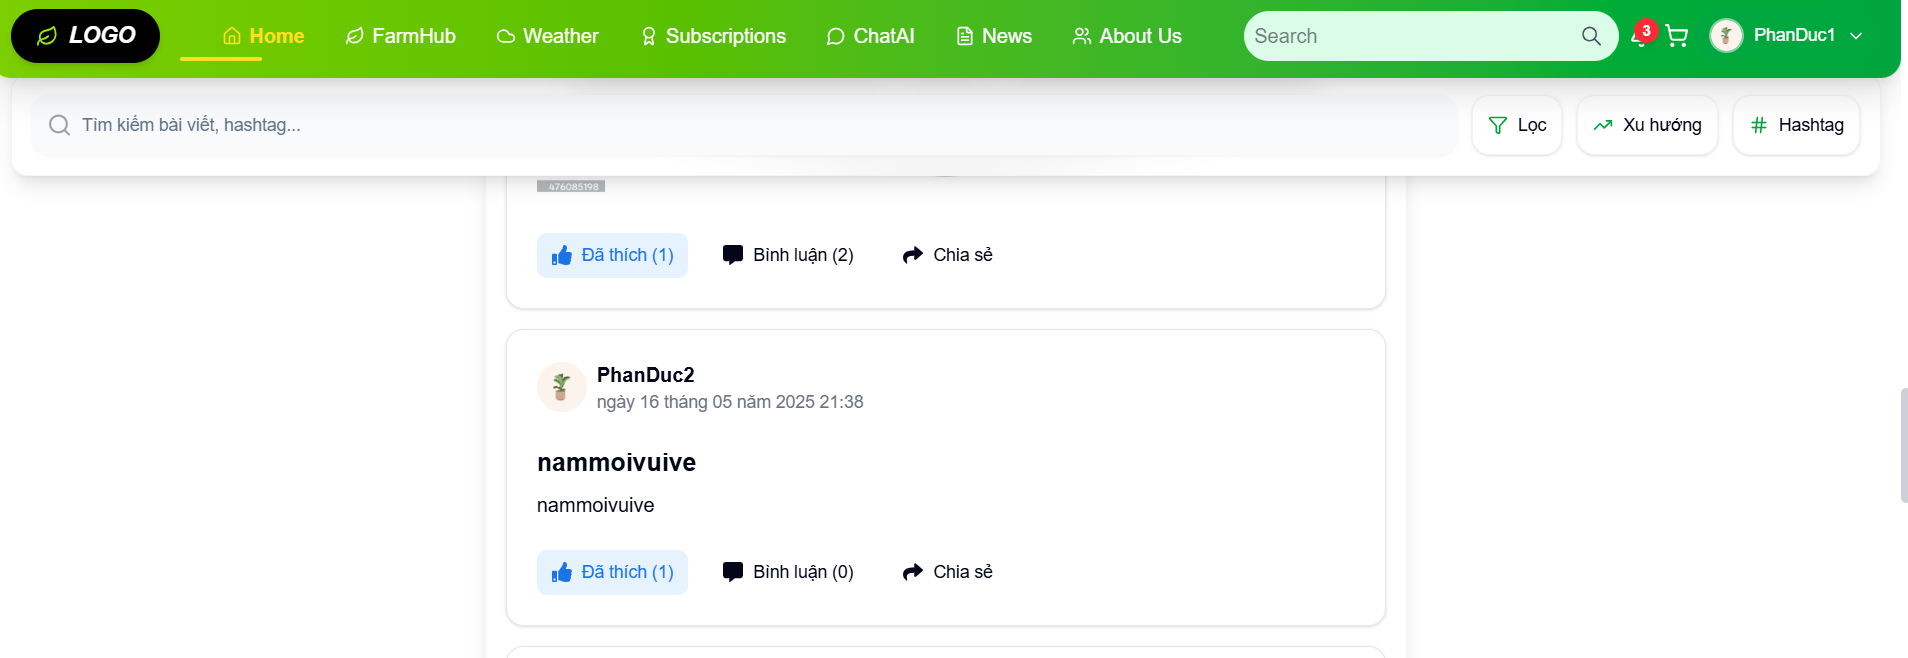 LOGO Home FarmHub Weather Subscriptions ChatAI News About Us Search 3 PhanDuc1
Tìm kiếm bài viết, hashtag... Lọc Xu hướng Hashtag
476085198
Đã thích (1) Bình luận (2) Chia sẻ
PhanDuc2
ngày 16 tháng 05 năm 2025 21:38
nammoivuive
nammoivuive
Đã thích (1) Bình luận (0) Chia sẻ